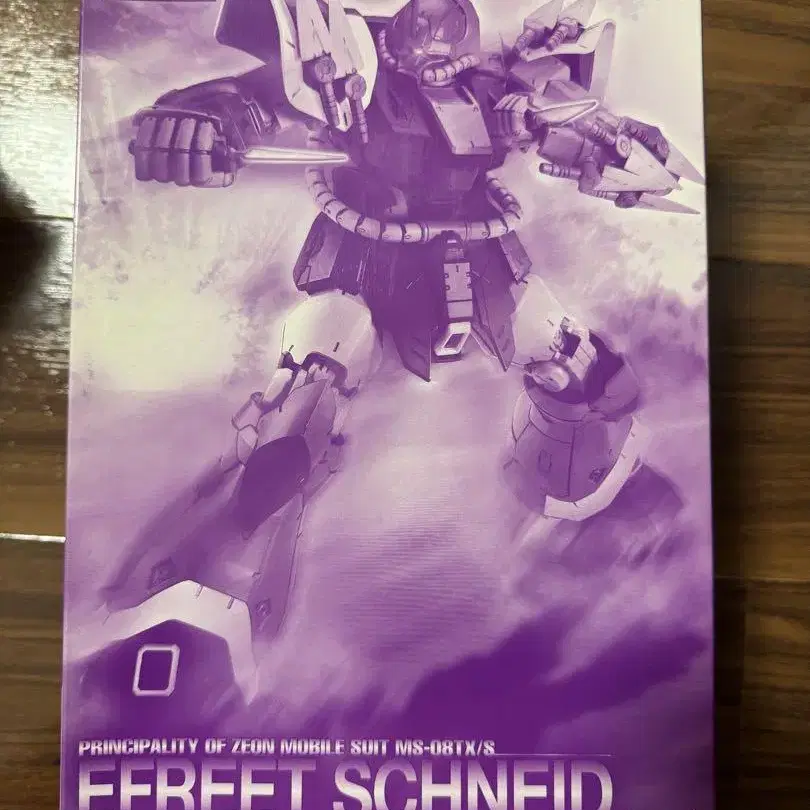 PRINCIPALITY OF ZEON MOBILE SUIT MS-08TX/S
EFREET SCHNEID